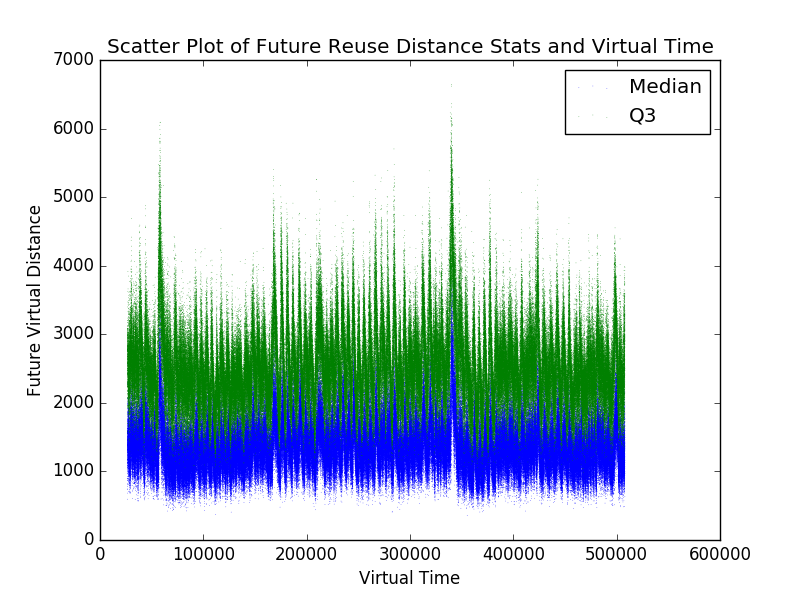 Scatter Plot of Future Reuse Distance Stats and Virtual Time
7000
6000
5000
4000
3000
2000
1000
0
Future Virtual Distance
Median
Q3
0 100000 200000 300000 400000 500000 600000
Virtual Time